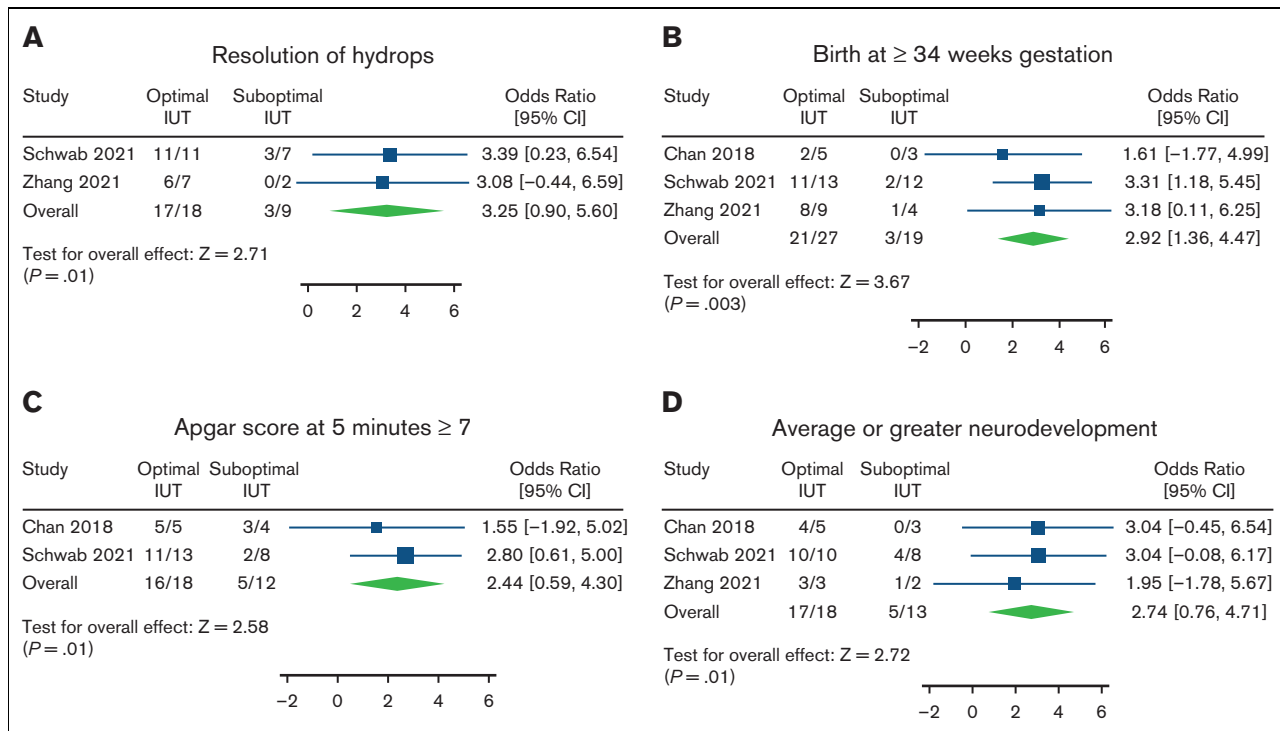 A
Resolution of hydrops
Study Optimal Suboptimal Odds Ratio
IUT IUT [95% CI]
Schwab 2021 11/11 3/7 3.39 [0.23, 6.54]
Zhang 2021 6/7 0/2 3.08 [−0.44, 6.59]
Overall 17/18 3/9 3.25 [0.90, 5.60]
Test for overall effect: Z = 2.71
(P = .01)
0 2 4 6
B
Birth at ≥ 34 weeks gestation
Study Optimal Suboptimal Odds Ratio
IUT IUT [95% CI]
Chan 2018 2/5 0/3 1.61 [−1.77, 4.99]
Schwab 2021 11/13 2/12 3.31 [1.18, 5.45]
Zhang 2021 8/9 1/4 3.18 [0.11, 6.25]
Overall 21/27 3/19 2.92 [1.36, 4.47]
Test for overall effect: Z = 3.67
(P = .003)
−2 0 2 4 6
C
Apgar score at 5 minutes ≥ 7
Study Optimal Suboptimal Odds Ratio
IUT IUT [95% CI]
Chan 2018 5/5 3/4 1.55 [−1.92, 5.02]
Schwab 2021 11/13 2/8 2.80 [0.61, 5.00]
Overall 16/18 5/12 2.44 [0.59, 4.30]
Test for overall effect: Z = 2.58
(P = .01)
−2 0 2 4 6
D
Average or greater neurodevelopment
Study Optimal Suboptimal Odds Ratio
IUT IUT [95% CI]
Chan 2018 4/5 0/3 3.04 [−0.45, 6.54]
Schwab 2021 10/10 4/8 3.04 [−0.08, 6.17]
Zhang 2021 3/3 1/2 1.95 [−1.78, 5.67]
Overall 17/18 5/13 2.74 [0.76, 4.71]
Test for overall effect: Z = 2.72
(P = .01)
−2 0 2 4 6